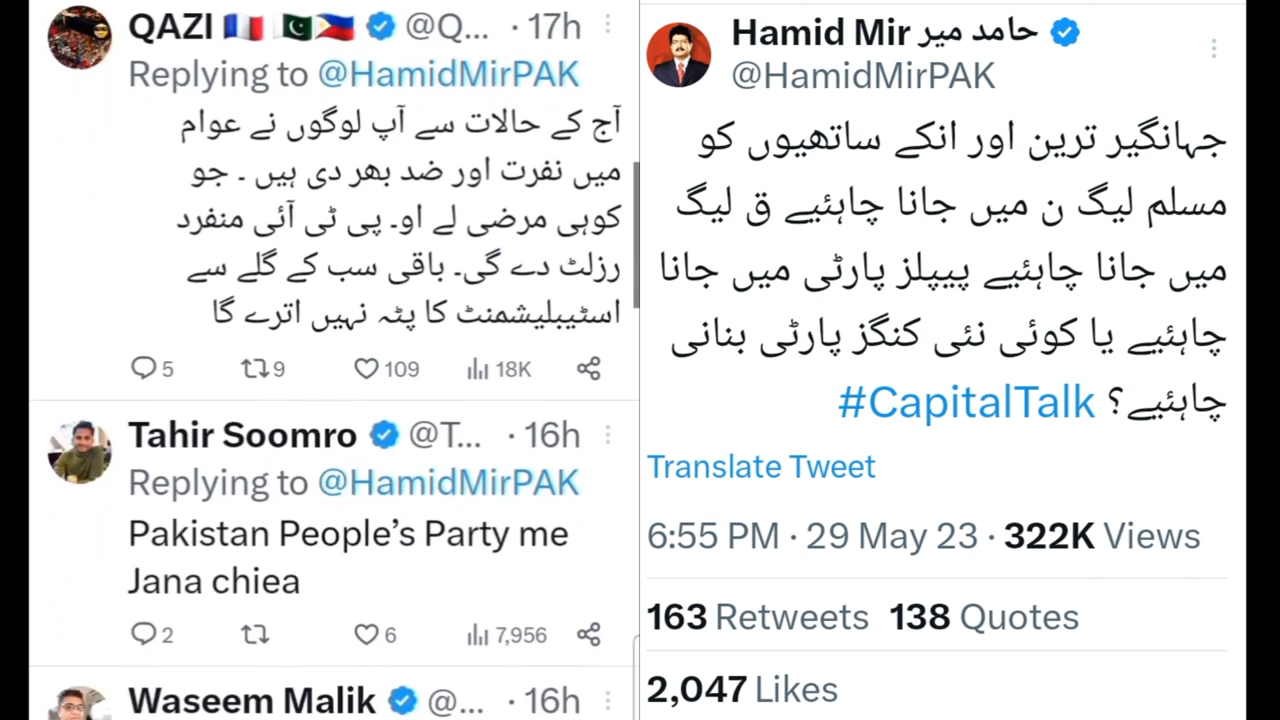 QAZI 🇫🇷 🇵🇰🇵🇭 @Q... · 17h
Replying to @HamidMirPAK
آج کے حالات سے آپ لوگوں نے عوام
میں نفرت اور ضد بھر دی ہیں ۔ جو
کوہی مرضی لے او۔ پی ٹی آئی منفرد
رزلٹ دے گی۔ باقی سب کے گلے سے
اسٹیبلیشمنٹ کا پٹہ نہیں اترے گا
5 9 109 18K
Tahir Soomro @T... · 16h
Replying to @HamidMirPAK
Pakistan People’s Party me
Jana chiea
2 6 7,956
Waseem Malik @... · 16h
Hamid Mir حامد میر
@HamidMirPAK
جہانگیر ترین اور انکے ساتھیوں کو
مسلم لیگ ن میں جانا چاہئیے ق لیگ
میں جانا چاہئیے پیپلز پارٹی میں جانا
چاہئیے یا کوئی نئی کنگز پارٹی بنانی
چاہئیے؟ #CapitalTalk
Translate Tweet
6:55 PM · 29 May 23 · 322K Views
163 Retweets 138 Quotes
2,047 Likes